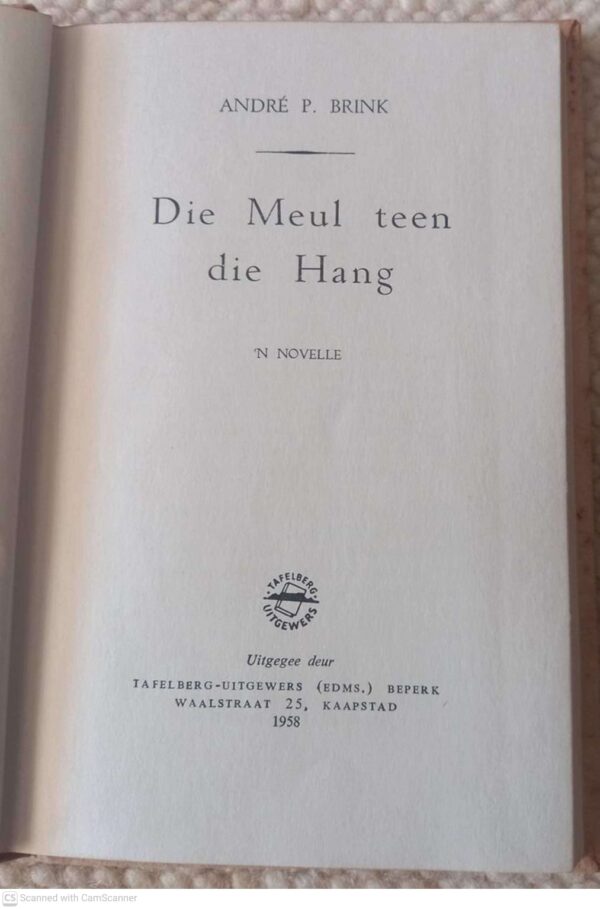 ANDRÉ P. BRINK
Die Meul teen
die Hang
'N NOVELLE
·TAFELBERG·
UITGEWERS
Uitgegee deur
TAFELBERG-UITGEWERS (EDMS.) BEPERK
WAALSTRAAT 25, KAAPSTAD
1958
CS Scanned with CamScanner